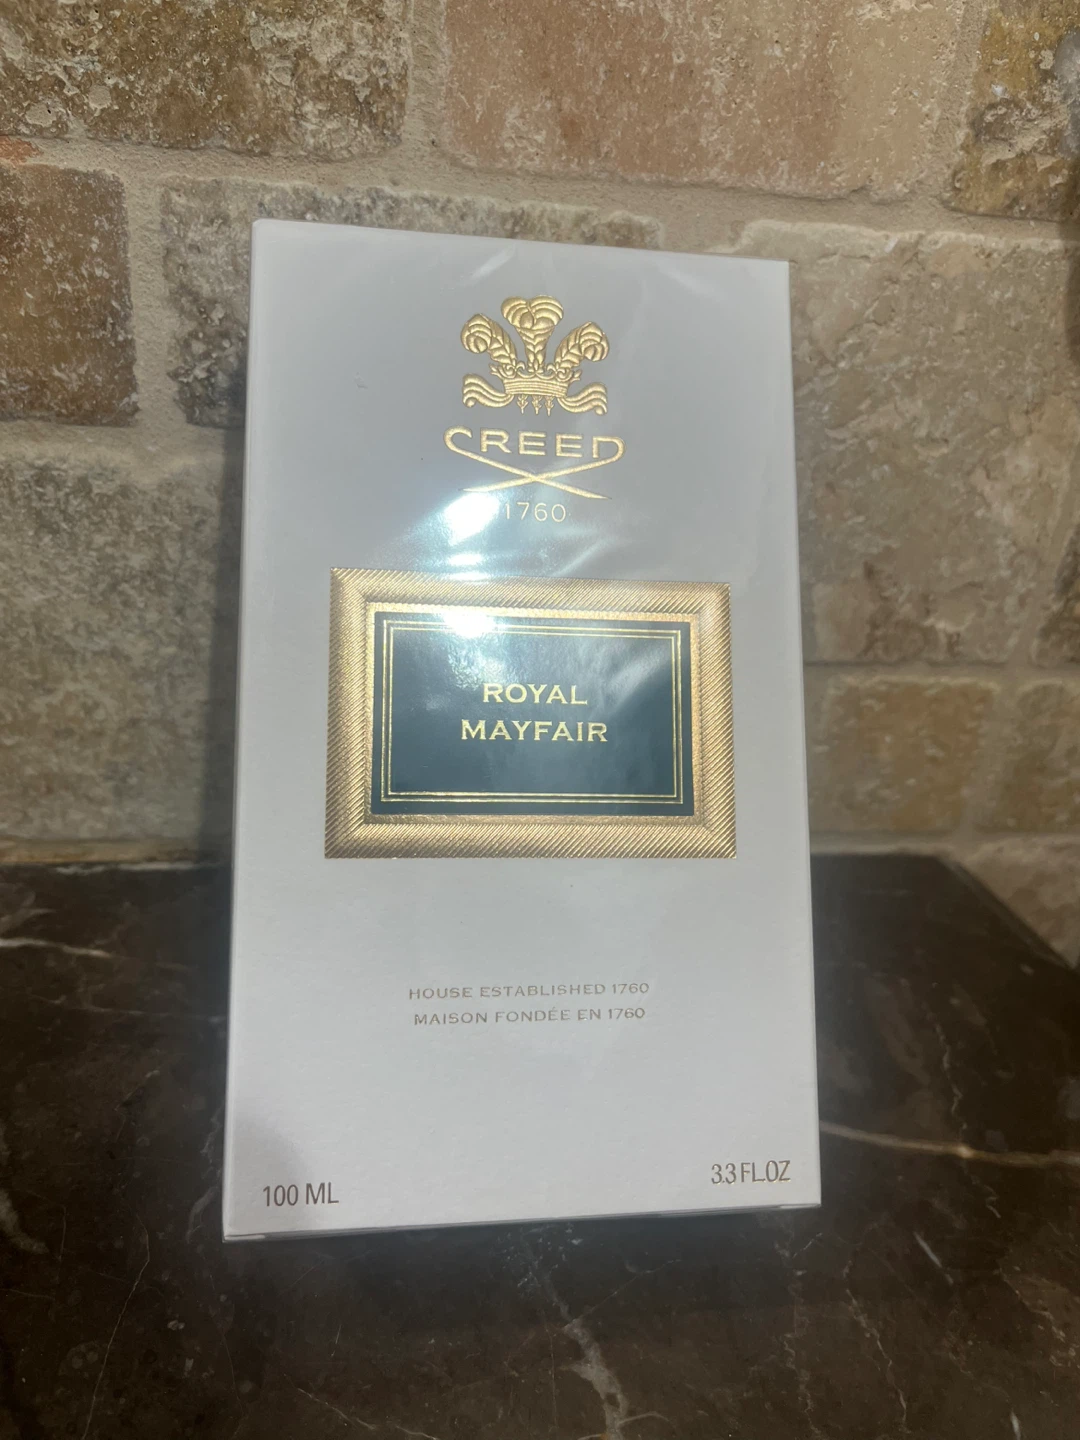 CREED
1760
ROYAL
MAYFAIR
HOUSE ESTABLISHED 1760
MAISON FONDÉE EN 1760
100 ML
3.3 FL.OZ